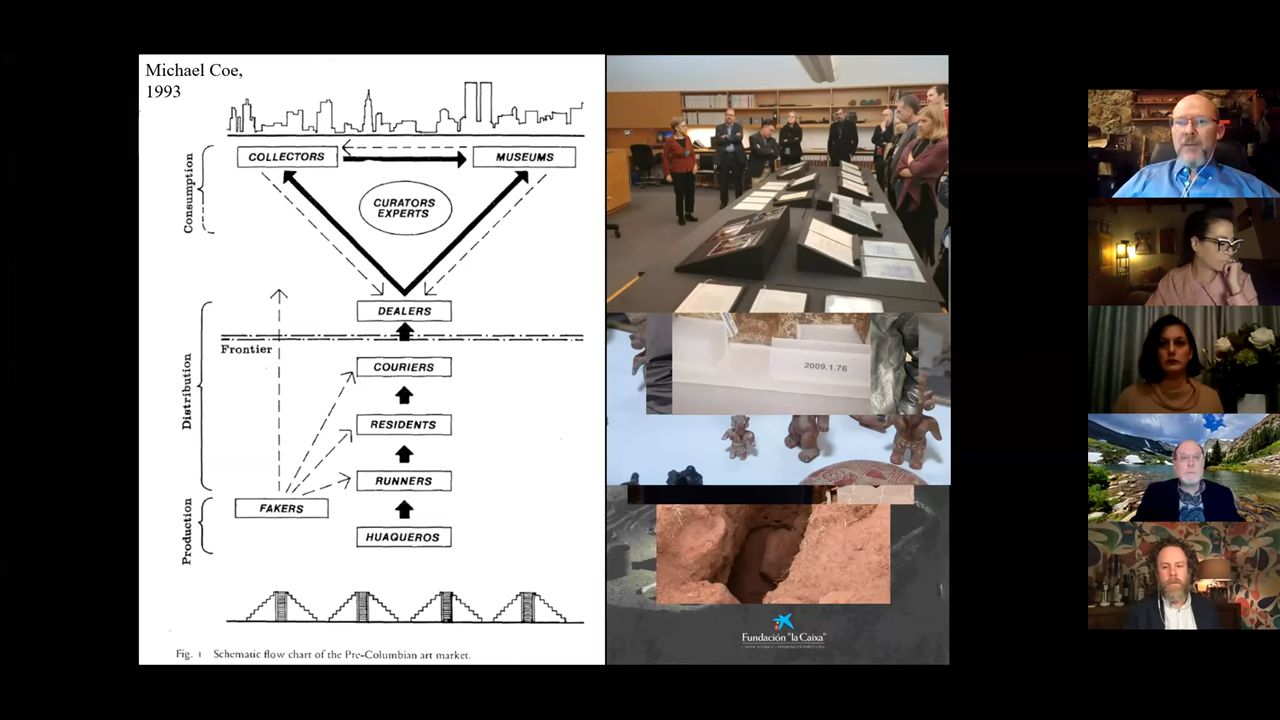 Michael Coe,
1993
COLLECTORS
MUSEUMS
Consumption
CURATORS
EXPERTS
DEALERS
Frontier
COURIERS
Distribution
RESIDENTS
RUNNERS
FAKERS
Production
HUAQUEROS
Fig. 1 Schematic flow chart of the Pre-Columbian art market.
2009.1.76
Fundación "la Caixa"